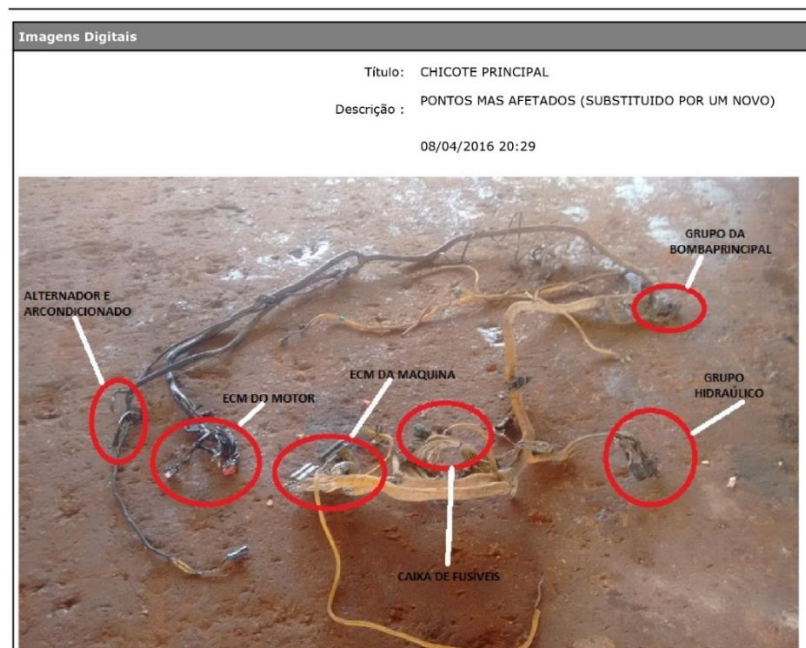 Imagens Digitais
Título: CHICOTE PRINCIPAL
Descrição : PONTOS MAS AFETADOS (SUBSTITUIDO POR UM NOVO)
08/04/2016 20:29
GRUPO DA
BOMBAPRINCIPAL
ALTERNADOR E
ARCONDICIONADO
ECM DA MAQUINA
ECM DO MOTOR
GRUPO
HIDRAÚLICO
CAIXA DE FUSÍVEIS